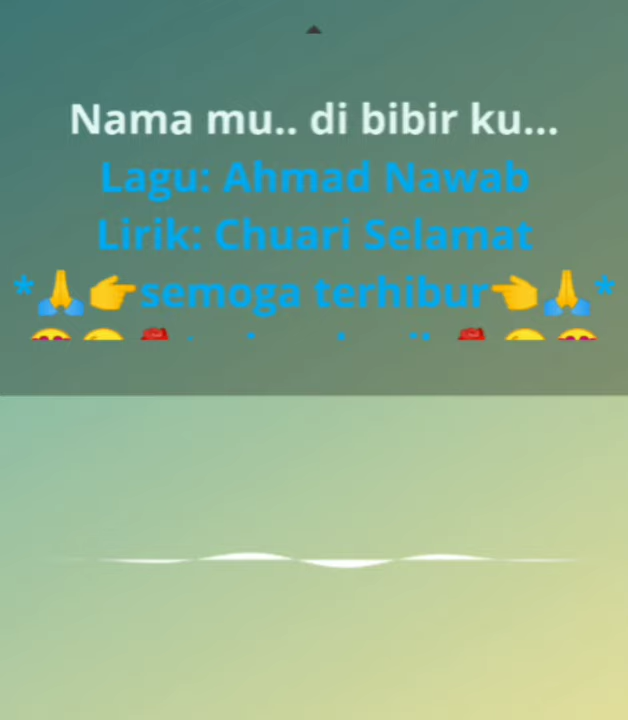 Nama mu.. di bibir ku...
Lagu: Ahmad Nawab
Lirik: Chuari Selamat
*🙏👉semoga terhibur👈🙏*